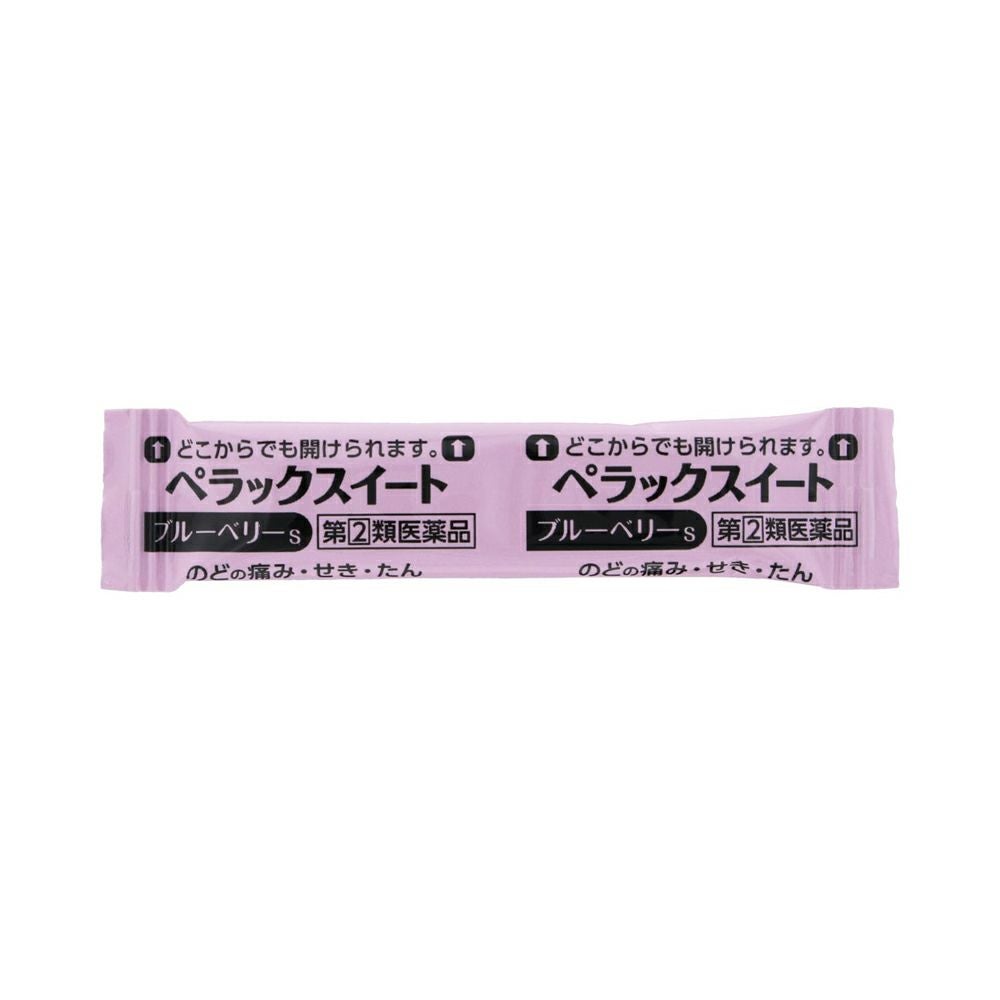 どこからでも開けられます。
ペラックスイート
ブルーベリーs 第②類医薬品
のどの痛み・せき・たん
どこからでも開けられます。
ペラックスイート
ブルーベリーs 第②類医薬品
のどの痛み・せき・たん